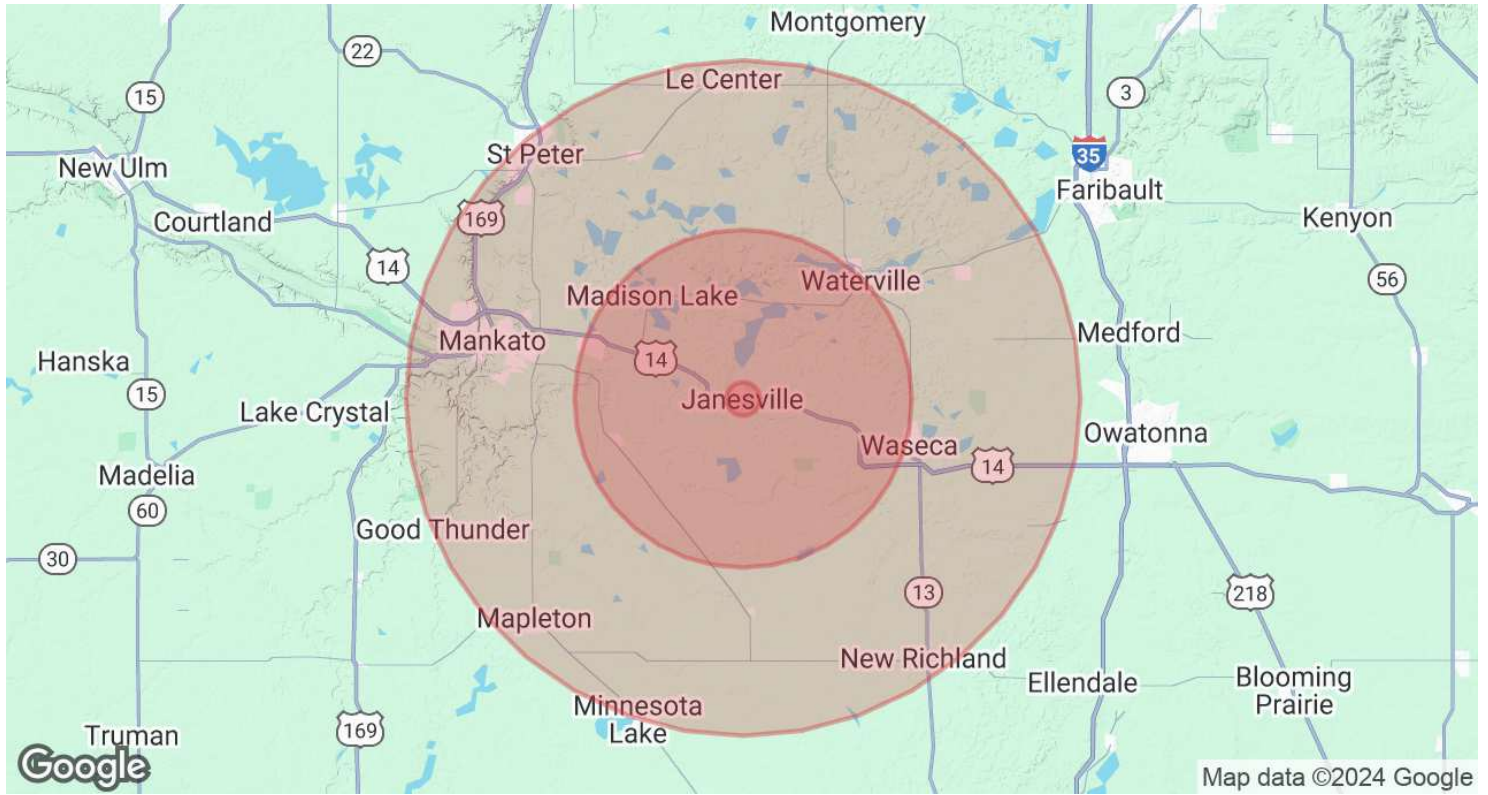 Montgomery
22
Le Center
15
3
St Peter
35
New Ulm
Faribault
169
Courtland
Kenyon
14
Waterville
56
Madison Lake
Medford
Mankato
14
Hanska
15
Janesville
Lake Crystal
Owatonna
Waseca
14
Madelia
60
Good Thunder
30
13
218
Mapleton
New Richland
Ellendale
Blooming
Prairie
Minnesota
Lake
169
Truman
Google
Map data ©2024 Google